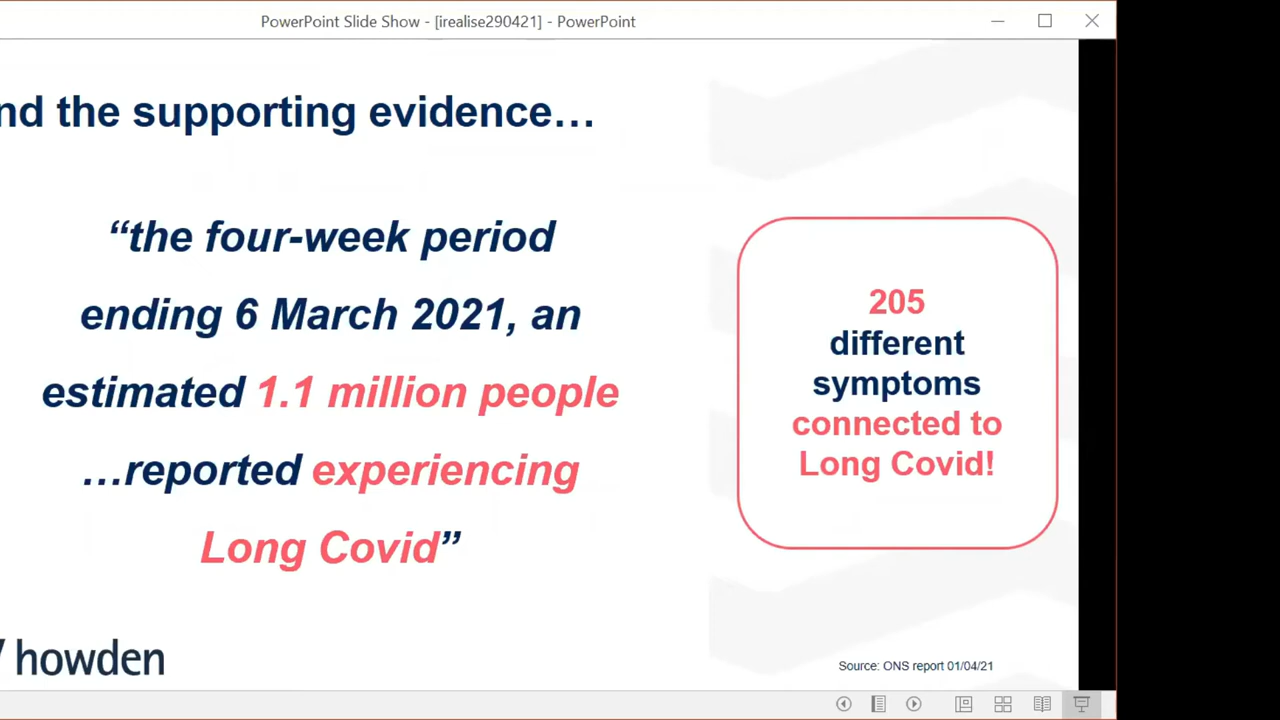 PowerPoint Slide Show - [irealise290421] - PowerPoint
nd the supporting evidence…
“the four-week period
ending 6 March 2021, an
estimated 1.1 million people
…reported experiencing
Long Covid”
205
different
symptoms
connected to
Long Covid!
howden
Source: ONS report 01/04/21